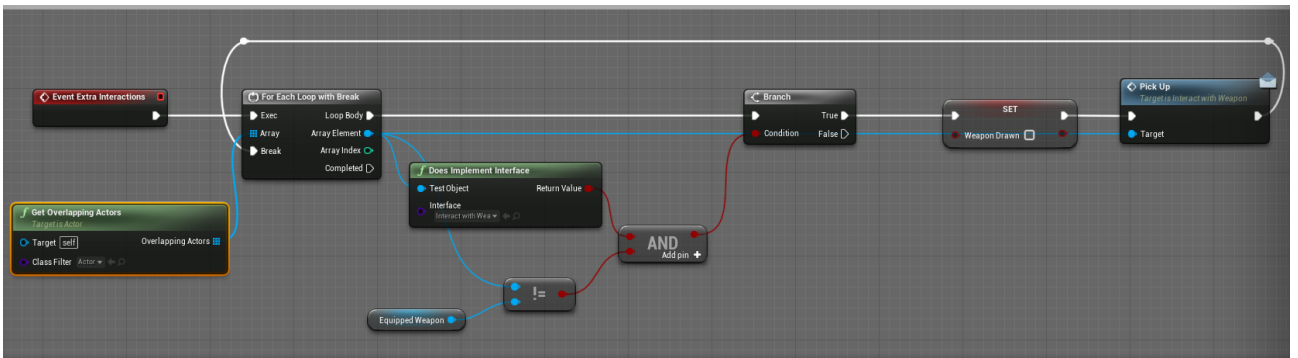 Event Extra Interactions
For Each Loop with Break
Exec
Loop Body
Array
Array Element
Break
Array Index
Completed
Get Overlapping Actors
Target is Actor
Target self
Overlapping Actors
Class Filter Actor
Does Implement Interface
Test Object
Return Value
Interface
Interact with Wea
!=
Equipped Weapon
AND
Add pin +
Branch
True
Condition
False
SET
Weapon Drawn
Pick Up
Target is Interact with Weapon
Target